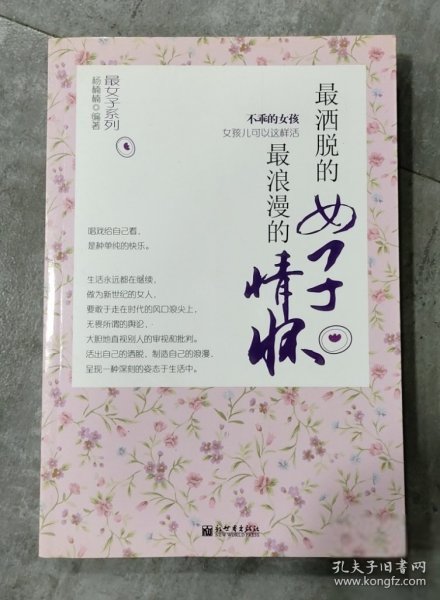 最洒脱的女子
最浪漫的情怀
不乖的女孩
女孩儿可以这样活
最女子系列
杨楠楠◎编著
唱戏给自己看，
是种单纯的快乐。
生活永远都在继续，
做为新世纪的女人，
要敢于走在时代的风口浪尖上，
无畏所谓的舆论，
大胆地直视别人的审视和批判。
活出自己的洒脱，制造自己的浪漫，
呈现一种深刻的姿态于生活中。
新世界出版社
NEW WORLD PRESS
孔夫子旧书网
www.kongfz.com